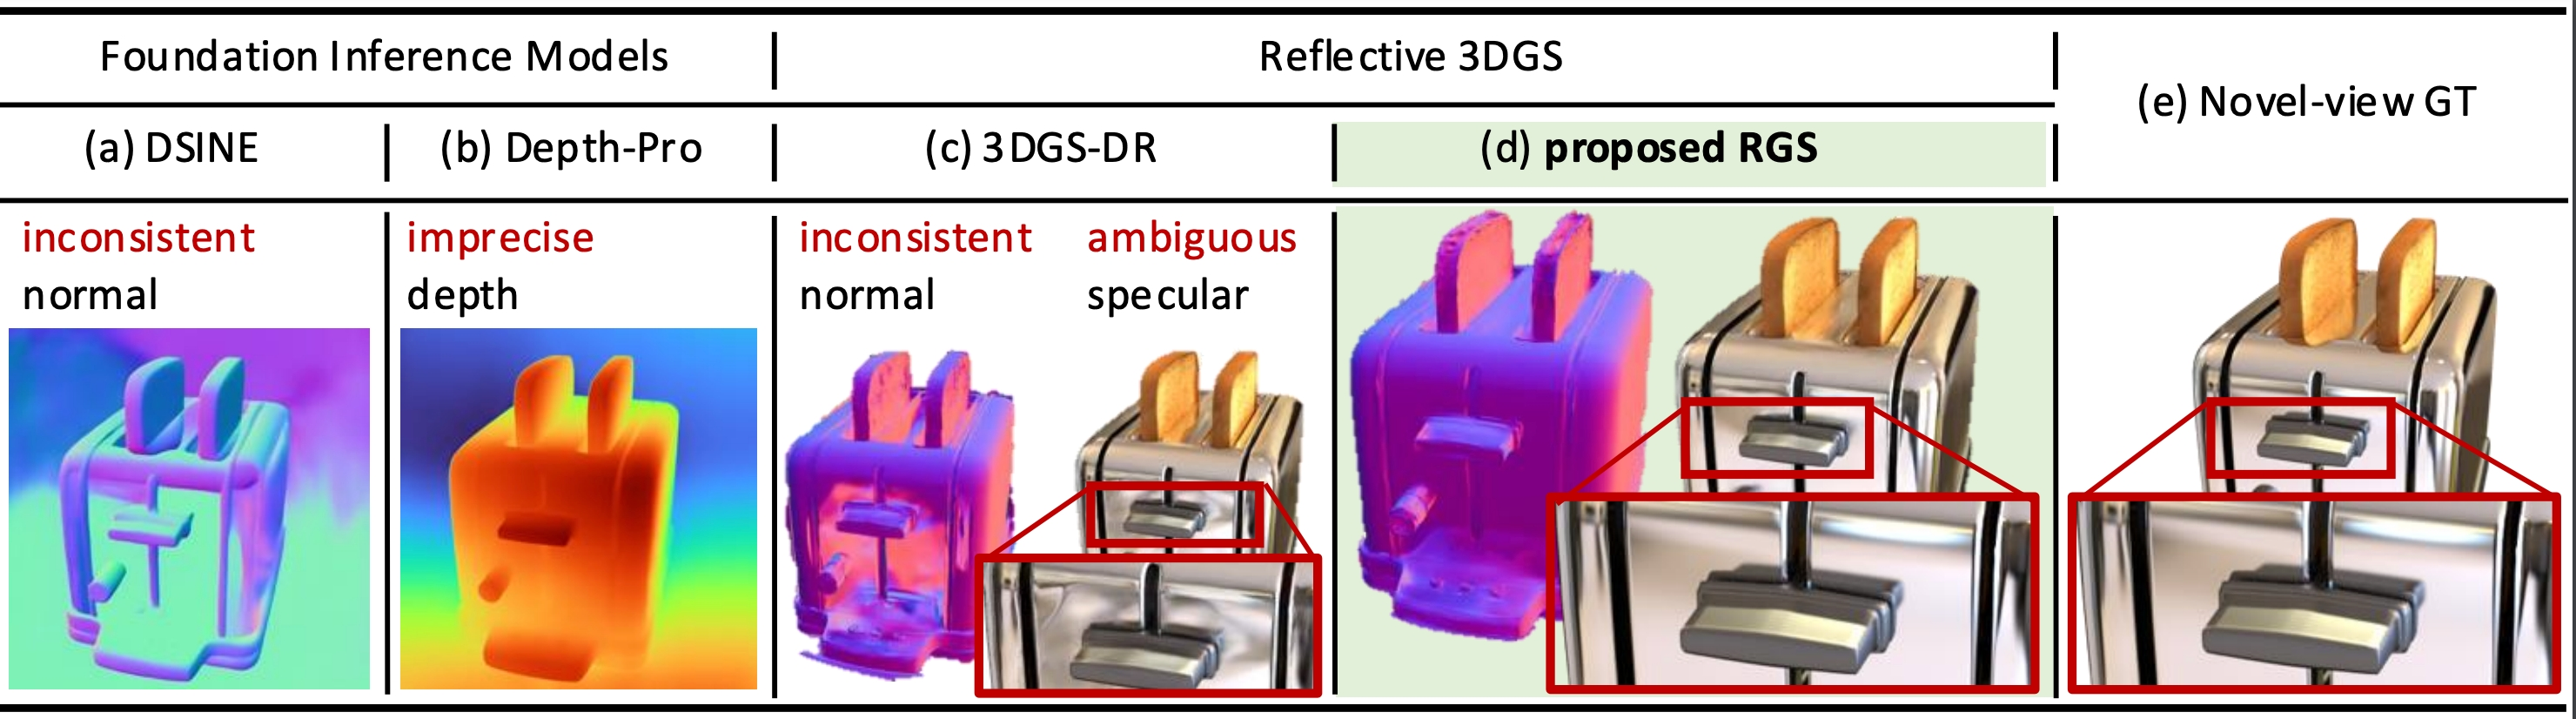 Foundation Inference Models
Reflective 3DGS
(e) Novel-view GT
(a) DSINE
(b) Depth-Pro
(c) 3DGS-DR
(d) proposed RGS
inconsistent
normal
imprecise
depth
inconsistent
normal
ambiguous
specular